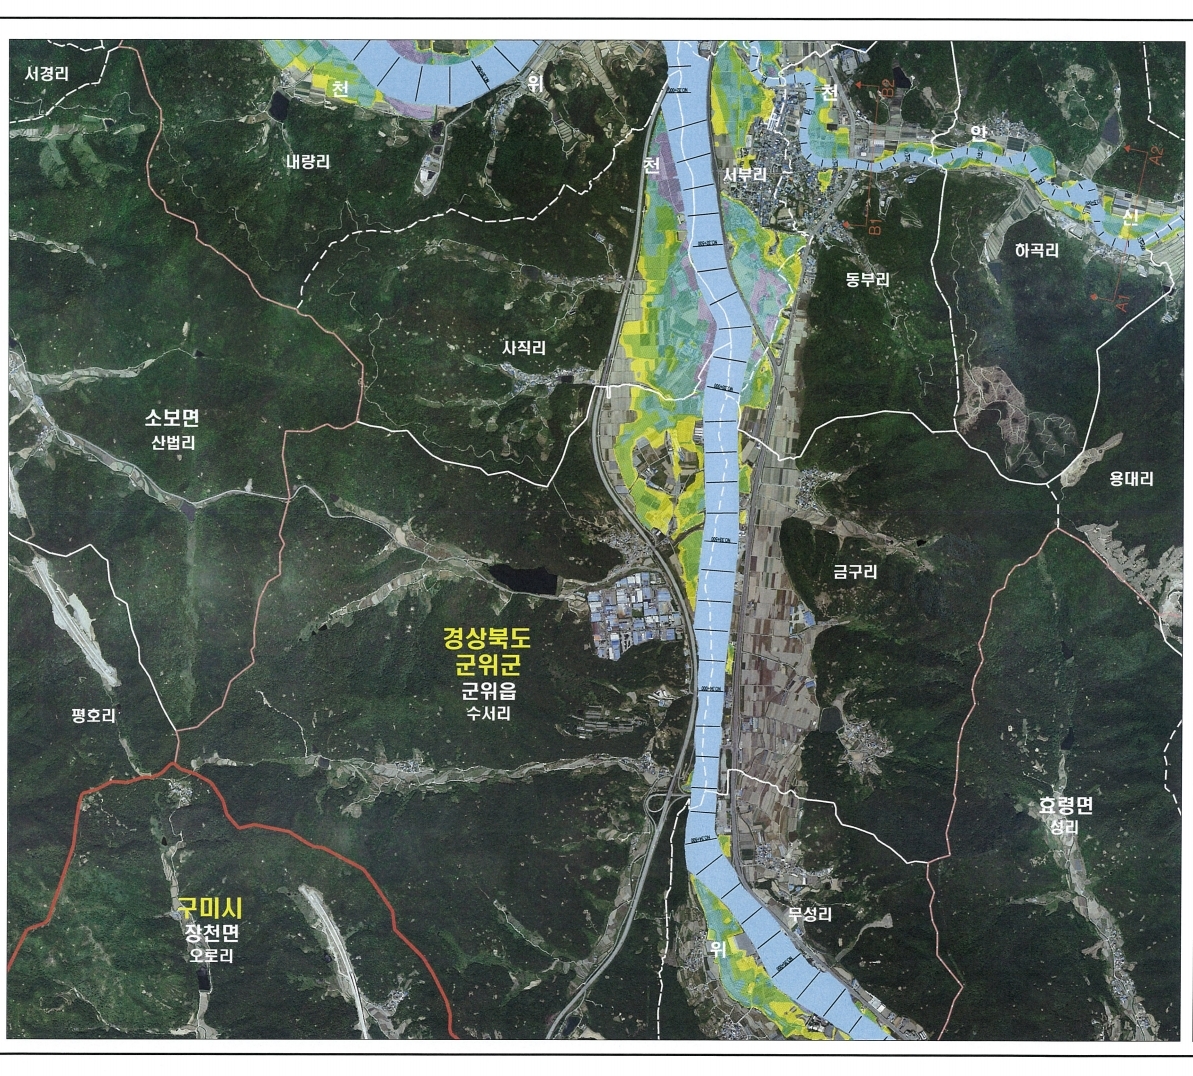 서경리
천
위
천
B2
안
A2
내량리
천
서부리
신
B1
하곡리
동부리
A1
사직리
소보면
산법리
용대리
금구리
경상북도
군위군
군위읍
수서리
평호리
효령면
성리
구미시
장천면
오로리
무성리
위